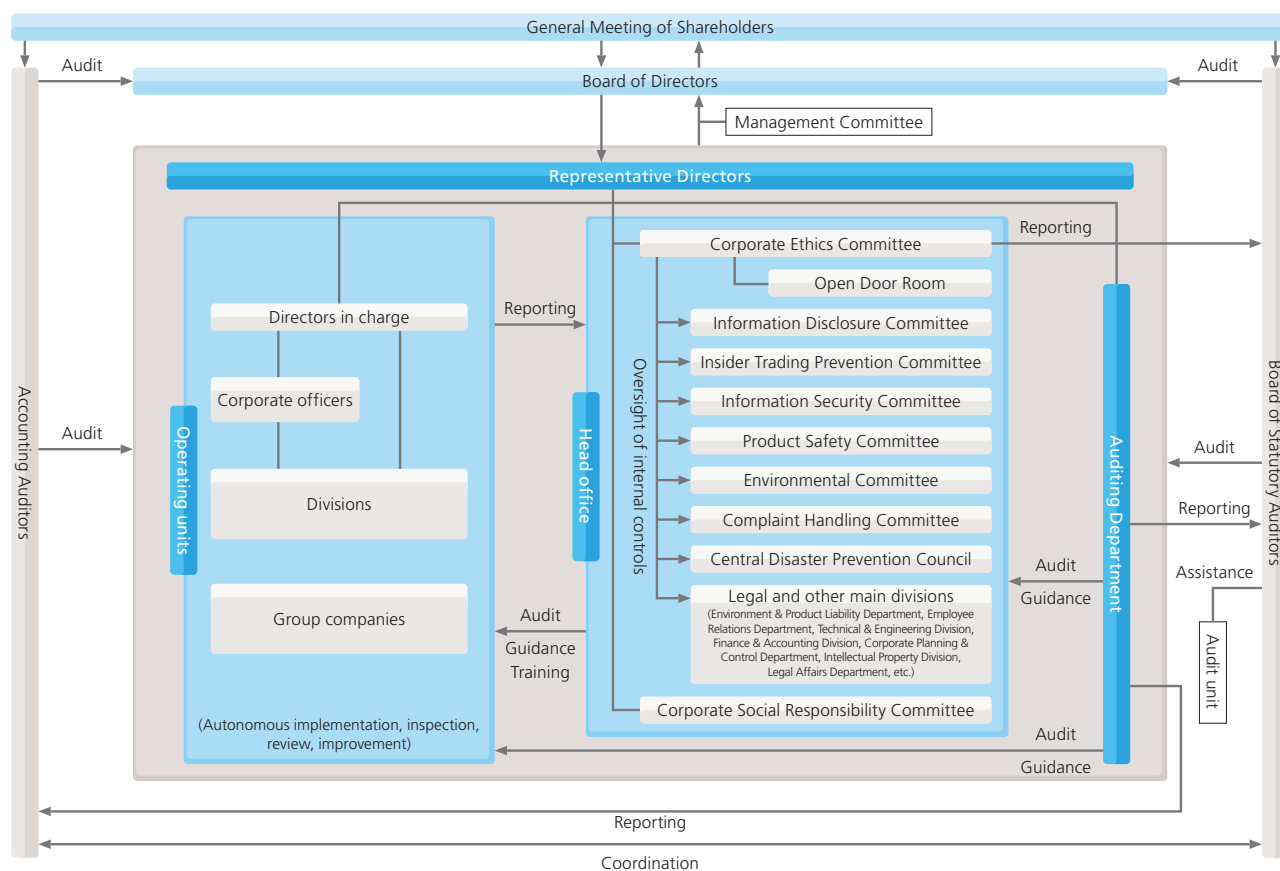 General Meeting of Shareholders
Audit
Board of Directors
Audit
Management Committee
Representative Directors
Corporate Ethics Committee
Reporting
Open Door Room
Directors in charge
Reporting
Information Disclosure Committee
Insider Trading Prevention Committee
Corporate officers
Information Security Committee
Oversight of internal controls
Accounting Auditors
Audit
Operating units
Head office
Product Safety Committee
Auditing Department
Audit
Board of Statutory Auditors
Environmental Committee
Divisions
Complaint Handling Committee
Reporting
Central Disaster Prevention Council
Audit
Guidance
Assistance
Audit unit
Legal and other main divisions
(Environment & Product Liability Department, Employee
Relations Department, Technical & Engineering Division,
Finance & Accounting Division, Corporate Planning &
Control Department, Intellectual Property Division,
Legal Affairs Department, etc.)
Group companies
Audit
Guidance
Training
Corporate Social Responsibility Committee
(Autonomous implementation, inspection,
review, improvement)
Audit
Guidance
Reporting
Coordination